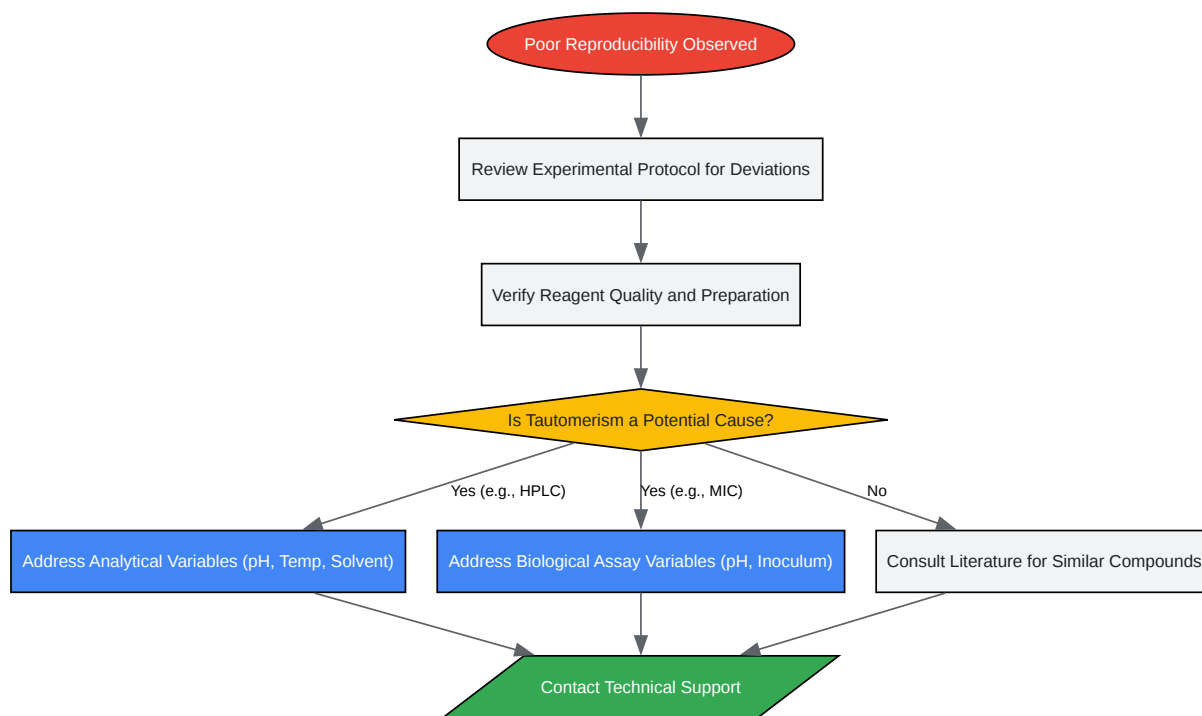 Poor Reproducibility Observed
Review Experimental Protocol for Deviations
Verify Reagent Quality and Preparation
Is Tautomerism a Potential Cause?
Yes (e.g., HPLC)
Yes (e.g., MIC)
No
Address Analytical Variables (pH, Temp, Solvent)
Address Biological Assay Variables (pH, Inoculum)
Consult Literature for Similar Compounds
Contact Technical Support